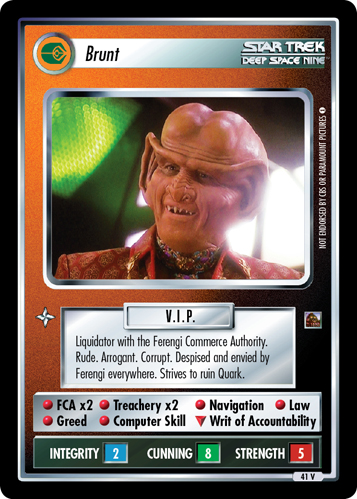 Brunt
STAR TREK
DEEP SPACE NINE
NOT ENDORSED BY CBS OR PARAMOUNT PICTURES
V.I.P.
Liquidator with the Ferengi Commerce Authority.
Rude. Arrogant. Corrupt. Despised and envied by
Ferengi everywhere. Strives to ruin Quark.
FCA x2 Treachery x2 Navigation Law
Greed Computer Skill Writ of Accountability
INTEGRITY 2 CUNNING 8 STRENGTH 5
41 V